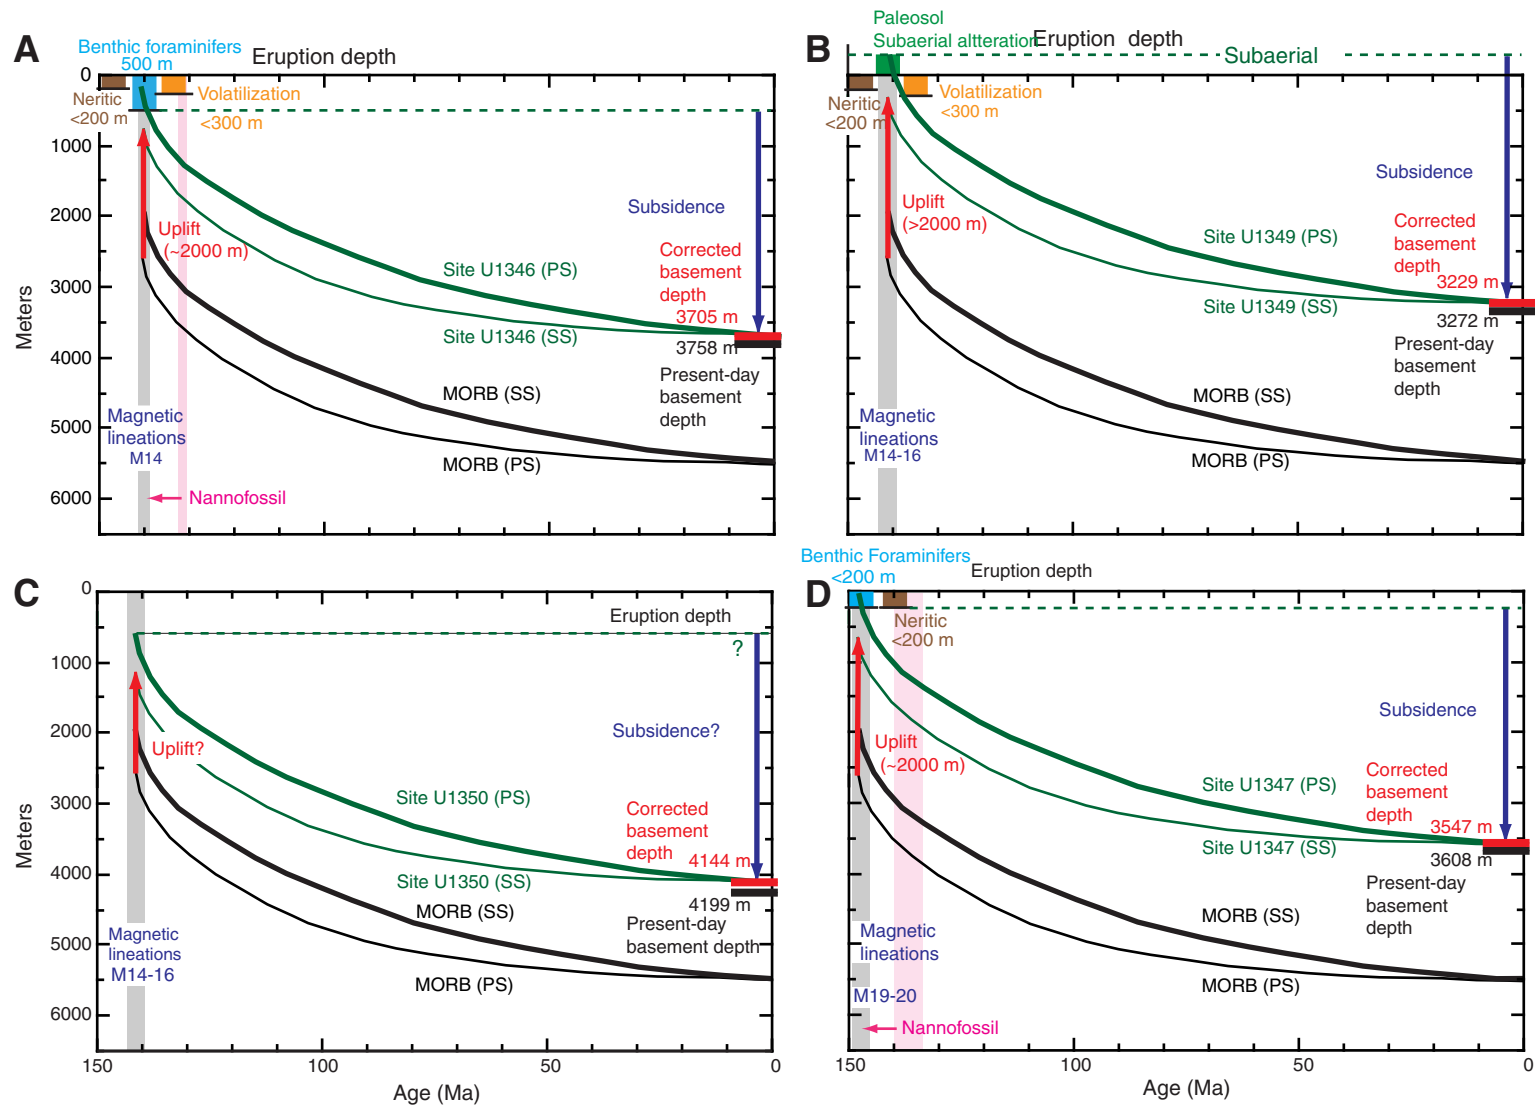 A
Benthic foraminifers
500 m
Eruption depth
Neritic
<200 m
Volatilization
<300 m
0
1000
2000
3000
4000
5000
6000
Meters
Uplift
(~2000 m)
Subsidence
Site U1346 (PS)
Site U1346 (SS)
Corrected
basement
depth
3705 m
3758 m
Present-day
basement
depth
MORB (SS)
MORB (PS)
Magnetic
lineations
M14
Nannofossil
B
Paleosol
Subaerial altteration
Eruption depth
Subaerial
Neritic
<200 m
Volatilization
<300 m
Uplift
(>2000 m)
Subsidence
Site U1349 (PS)
Site U1349 (SS)
Corrected
basement
depth
3229 m
3272 m
Present-day
basement
depth
MORB (SS)
MORB (PS)
Magnetic
lineations
M14-16
C
Eruption depth
?
0
1000
2000
3000
4000
5000
6000
Meters
Uplift?
Subsidence?
Site U1350 (PS)
Site U1350 (SS)
Corrected
basement
depth
4144 m
4199 m
Present-day
basement depth
MORB (SS)
MORB (PS)
Magnetic
lineations
M14-16
150
100
50
0
Age (Ma)
D
Benthic Foraminifers
<200 m
Eruption depth
Neritic
<200 m
Uplift
(~2000 m)
Subsidence
Site U1347 (PS)
Site U1347 (SS)
Corrected
basement
depth
3547 m
3608 m
Present-day
basement
depth
MORB (SS)
MORB (PS)
Magnetic
lineations
M19-20
Nannofossil
150
100
50
0
Age (Ma)